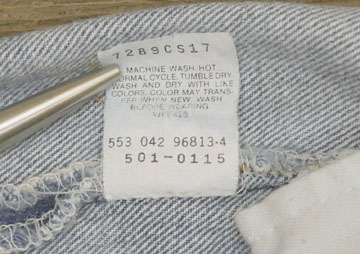 7289CS17
MACHINE WASH HOT
NORMAL CYCLE. TUMBLE DRY
WASH AND DRY WITH LIKE
COLORS. COLOR MAY TRANS-
FER WHEN NEW. WASH
BEFORE WEARING
553 042 96813-4
501-0115